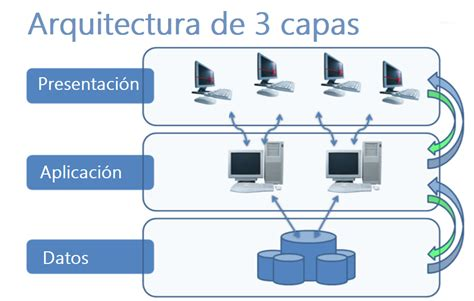 Arquitectura de 3 capas
Presentación
Aplicación
Datos